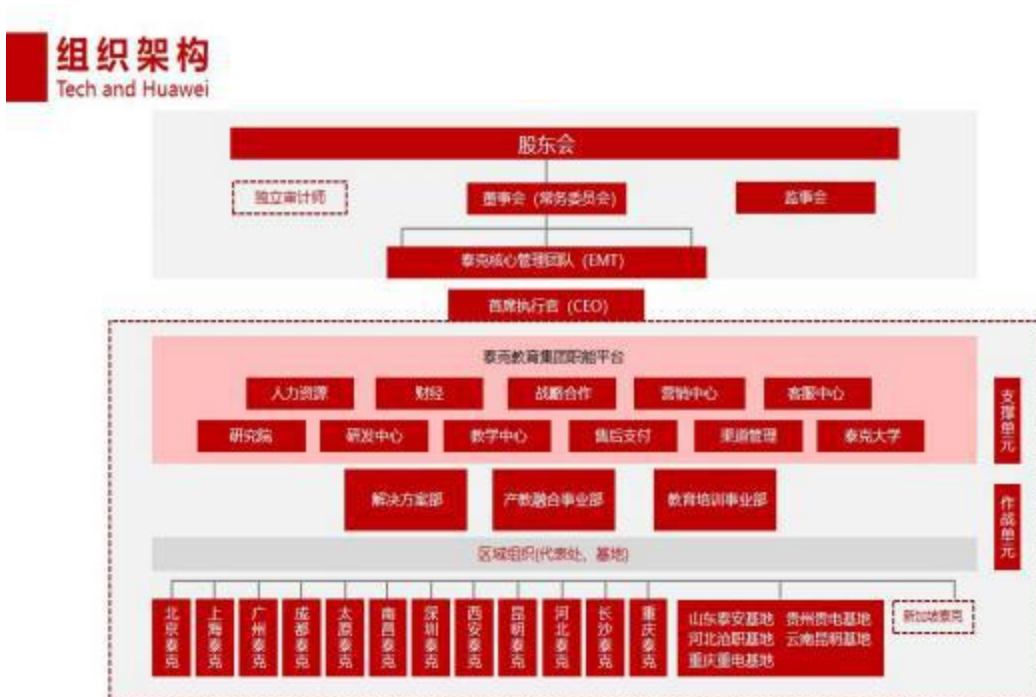 组织架构
Tech and Huawei
股东会
独立审计师
董事会 (常务委员会)
监事会
泰克核心管理团队 (EMT)
首席执行官 (CEO)
泰克教育集团职能平台
人力资源
财经
战略合作
营销中心
客服中心
研究院
研发中心
教学中心
售后支付
渠道管理
泰克大学
支撑单元
解决方案部
产教融合事业部
教育培训事业部
作战单元
区域组织(代表处、基地)
北京泰克
上海泰克
广州泰克
成都泰克
太原泰克
南昌泰克
深圳泰克
西安泰克
昆明泰克
河北泰克
长沙泰克
重庆泰克
山东泰安基地 贵州贵电基地
河北沧职基地 云南昆明基地
重庆重电基地
新加坡泰克